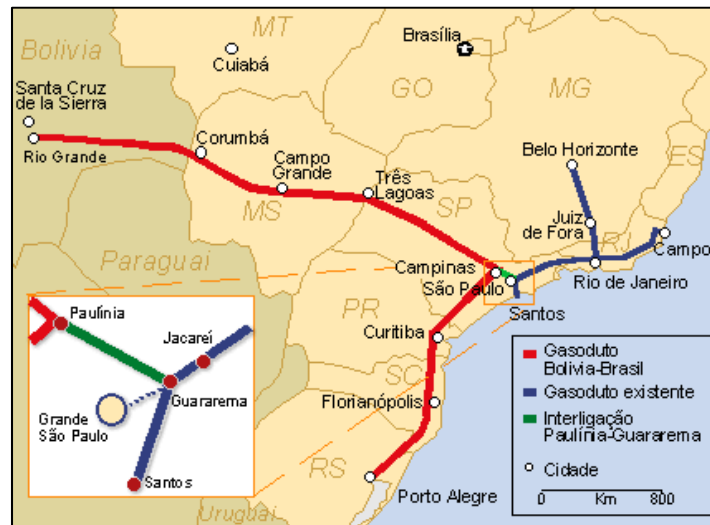 MT
Brasília
Bolivia
Cuiabá
GO
MG
Santa Cruz
de la Sierra
Rio Grande
Corumbá
Campo
Grande
Três
Lagoas
Belo Horizonte
ES
MS
SP
Juiz
de Fora
RJ
Campo
Paraguai
Campinas
São Paulo
Rio de Janeiro
Santos
PR
Curitiba
SC
Florianópolis
RS
Porto Alegre
Uruguai
Paulínia
Jacareí
Guararema
Grande
São Paulo
Santos
Gasoduto
Bolivia-Brasil
Gasoduto existente
Interligação
Paulínia-Guararema
Cidade
0 Km 800